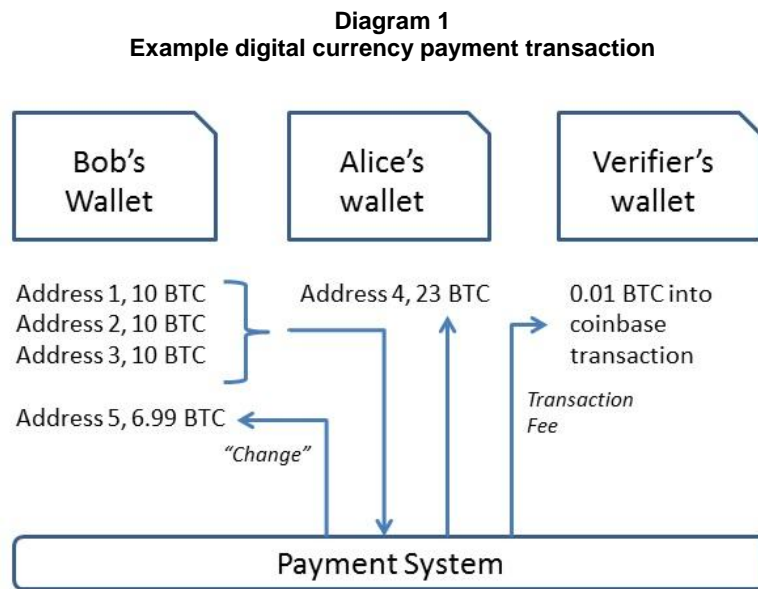 Diagram 1
Example digital currency payment transaction
Bob's
Wallet
Alice's
wallet
Verifier's
wallet
Address 1, 10 BTC
Address 2, 10 BTC
Address 3, 10 BTC
Address 5, 6.99 BTC
"Change"
Address 4, 23 BTC
0.01 BTC into
coinbase
transaction
Transaction
Fee
Payment System